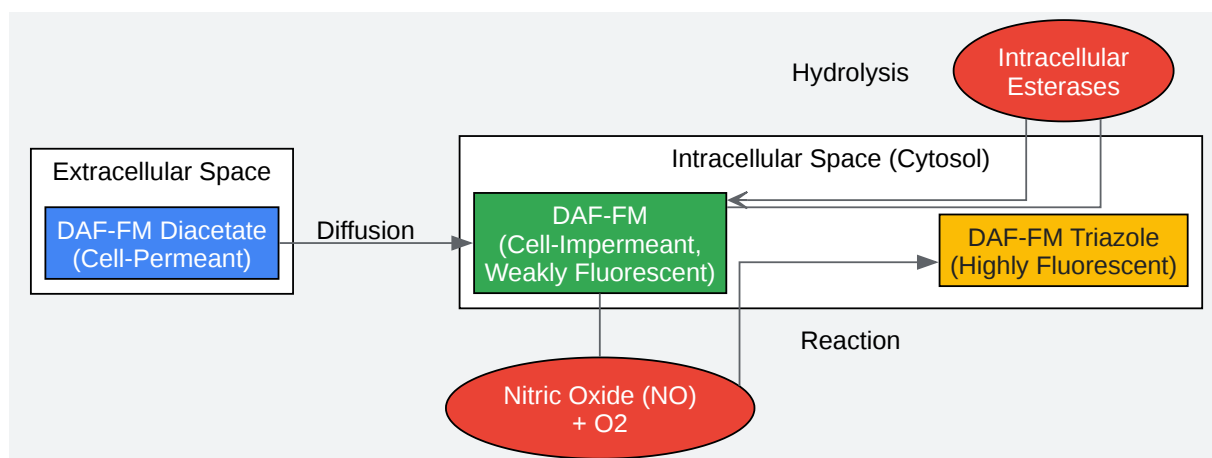 Hydrolysis
Intracellular
Esterases
Extracellular Space
Intracellular Space (Cytosol)
DAF-FM Diacetate
(Cell-Permeant)
Diffusion
DAF-FM
(Cell-Impermeant,
Weakly Fluorescent)
DAF-FM Triazole
(Highly Fluorescent)
Reaction
Nitric Oxide (NO)
+ O2